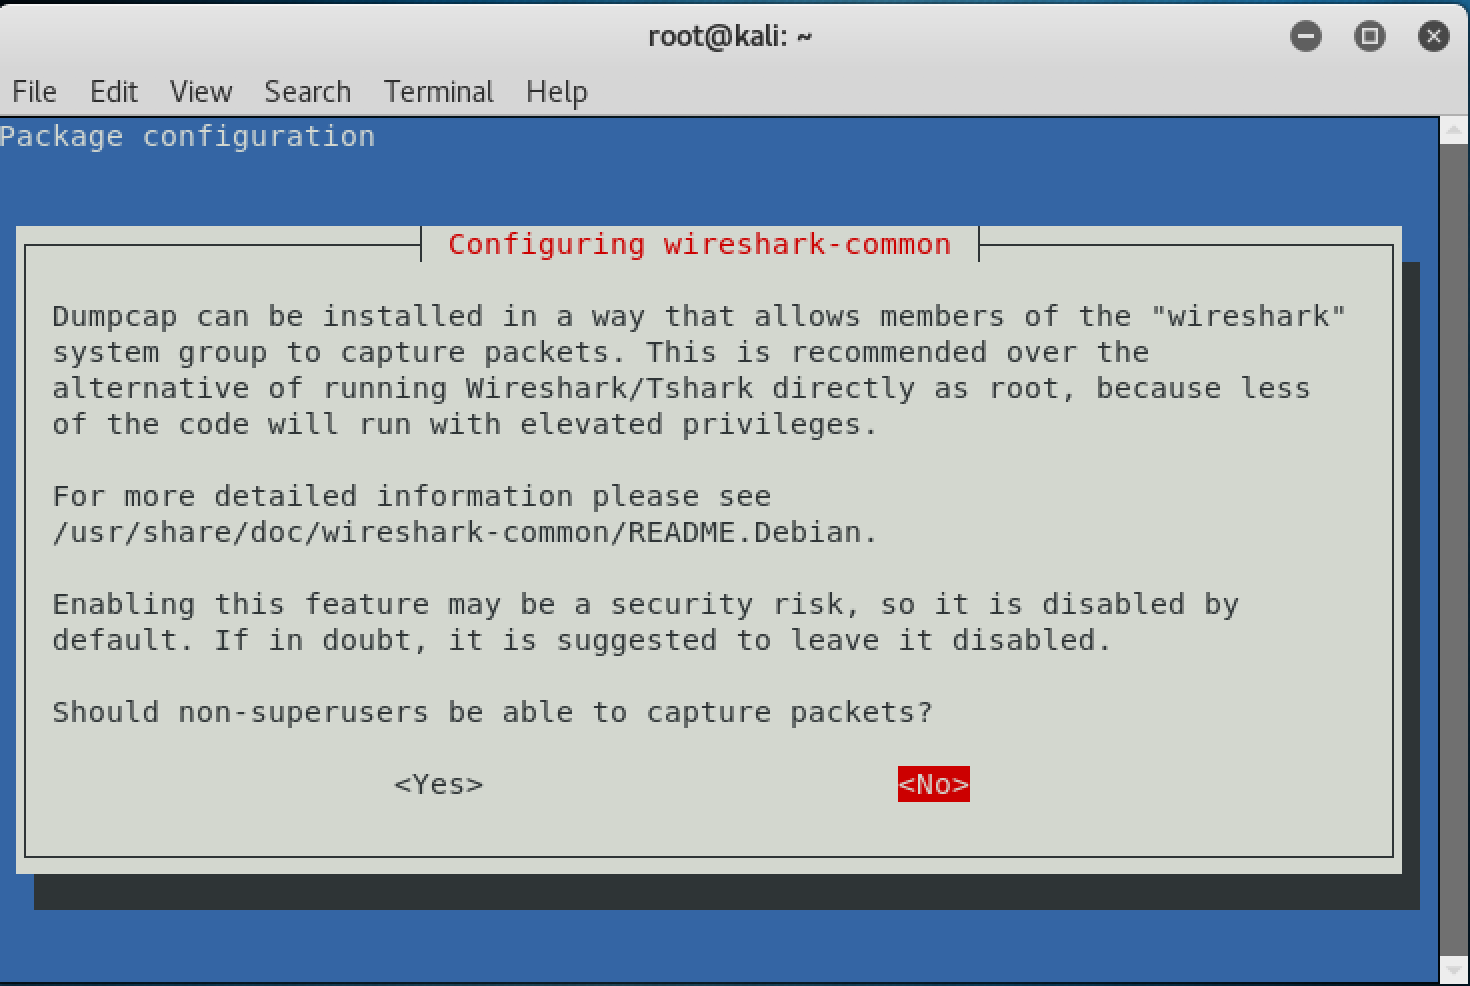 root@kali: ~
File Edit View Search Terminal Help
Package configuration
Configuring wireshark-common
Dumpcap can be installed in a way that allows members of the "wireshark"
system group to capture packets. This is recommended over the
alternative of running Wireshark/Tshark directly as root, because less
of the code will run with elevated privileges.
For more detailed information please see
/usr/share/doc/wireshark-common/README.Debian.
Enabling this feature may be a security risk, so it is disabled by
default. If in doubt, it is suggested to leave it disabled.
Should non-superusers be able to capture packets?
<Yes> <No>